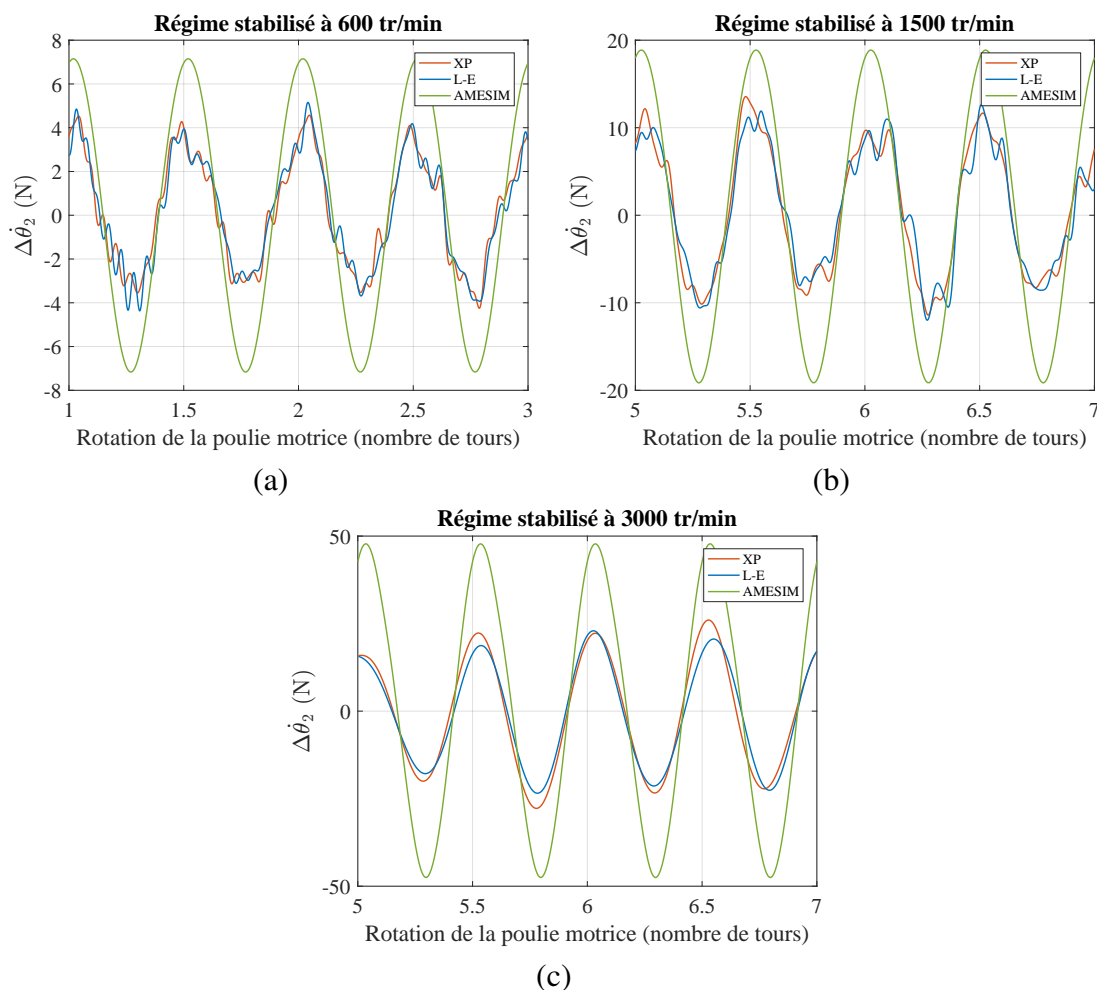 Régime stabilisé à 600 tr/min
8
6
4
2
0
-2
-4
-6
-8
Δθ̇₂ (N)
XP
L-E
AMESIM
1 1.5 2 2.5 3
Rotation de la poulie motrice (nombre de tours)
(a)
Régime stabilisé à 1500 tr/min
20
10
0
-10
-20
Δθ̇₂ (N)
XP
L-E
AMESIM
5 5.5 6 6.5 7
Rotation de la poulie motrice (nombre de tours)
(b)
Régime stabilisé à 3000 tr/min
50
0
-50
Δθ̇₂ (N)
XP
L-E
AMESIM
5 5.5 6 6.5 7
Rotation de la poulie motrice (nombre de tours)
(c)